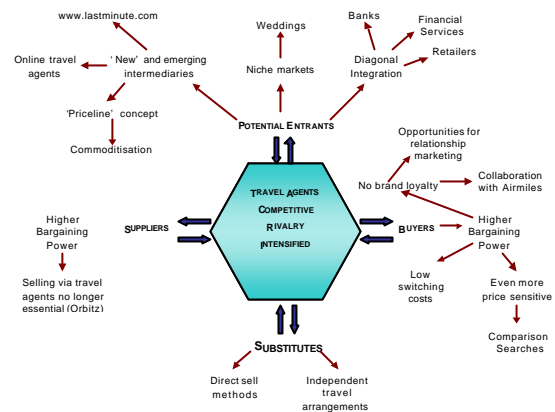 www.lastminute.com
Weddings
Banks
Financial
Services
Retailers
Online travel
agents
' New' and emerging
intermediaries
Niche markets
Diagonal
Integration
'Priceline' concept
Commoditisation
POTENTIAL ENTRANTS
Opportunities for
relationship
marketing
No brand loyalty
Collaboration
with Airmiles
TRAVEL AGENTS
COMPETITIVE
RIVALRY
INTENSIFIED
Higher
Bargaining
Power
SUPPLIERS
BUYERS
Higher
Bargaining
Power
Selling via travel
agents no longer
essential (Orbitz)
Low
switching
costs
Even more
price sensitive
Comparison
Searches
SUBSTITUTES
Direct sell
methods
Independent
travel
arrangements